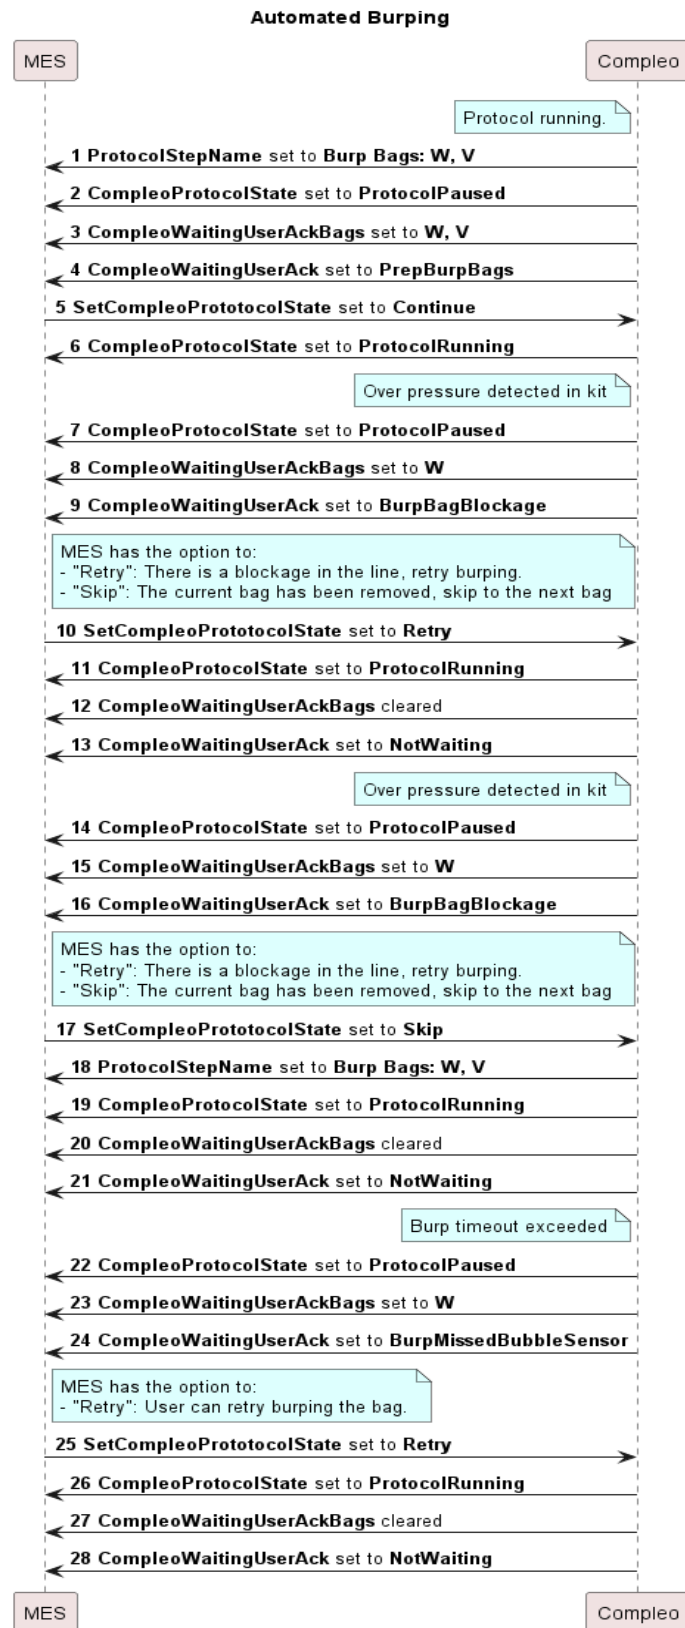 Automated Burping
MES
Compleo
Protocol running.
1 ProtocolStepName set to Burp Bags: W, V
2 CompleoProtocolState set to ProtocolPaused
3 CompleoWaitingUserAckBags set to W, V
4 CompleoWaitingUserAck set to PrepBurpBags
5 SetCompleoPrototocolState set to Continue
6 CompleoProtocolState set to ProtocolRunning
Over pressure detected in kit
7 CompleoProtocolState set to ProtocolPaused
8 CompleoWaitingUserAckBags set to W
9 CompleoWaitingUserAck set to BurpBagBlockage
MES has the option to:
- "Retry": There is a blockage in the line, retry burping.
- "Skip": The current bag has been removed, skip to the next bag
10 SetCompleoPrototocolState set to Retry
11 CompleoProtocolState set to ProtocolRunning
12 CompleoWaitingUserAckBags cleared
13 CompleoWaitingUserAck set to NotWaiting
Over pressure detected in kit
14 CompleoProtocolState set to ProtocolPaused
15 CompleoWaitingUserAckBags set to W
16 CompleoWaitingUserAck set to BurpBagBlockage
MES has the option to:
- "Retry": There is a blockage in the line, retry burping.
- "Skip": The current bag has been removed, skip to the next bag
17 SetCompleoPrototocolState set to Skip
18 ProtocolStepName set to Burp Bags: W, V
19 CompleoProtocolState set to ProtocolRunning
20 CompleoWaitingUserAckBags cleared
21 CompleoWaitingUserAck set to NotWaiting
Burp timeout exceeded
22 CompleoProtocolState set to ProtocolPaused
23 CompleoWaitingUserAckBags set to W
24 CompleoWaitingUserAck set to BurpMissedBubbleSensor
MES has the option to:
- "Retry": User can retry burping the bag.
25 SetCompleoPrototocolState set to Retry
26 CompleoProtocolState set to ProtocolRunning
27 CompleoWaitingUserAckBags cleared
28 CompleoWaitingUserAck set to NotWaiting
MES
Compleo